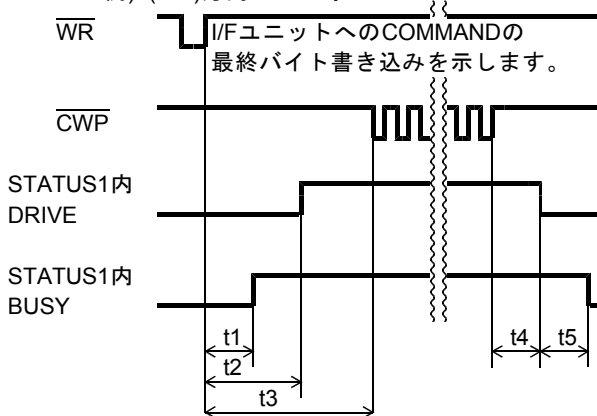 WR
I/FユニットへのCOMMANDの
最終バイト書き込みを示します。
CWP
STATUS1内
DRIVE
STATUS1内
BUSY
t1
t4
t5
t2
t3